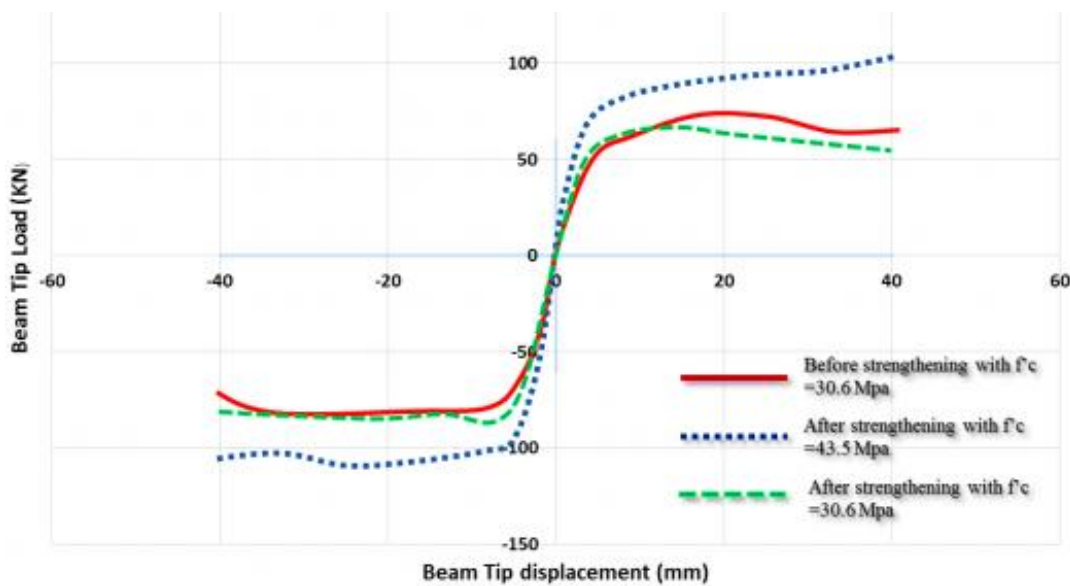 100
50
0
-60
-40
-20
0
20
40
60
-50
-100
-150
Beam Tip Load (KN)
Beam Tip displacement (mm)
Before strengthening with f'c
=30.6 Mpa
After strengthening with f'c
=43.5 Mpa
After strengthening with f'c
=30.6 Mpa